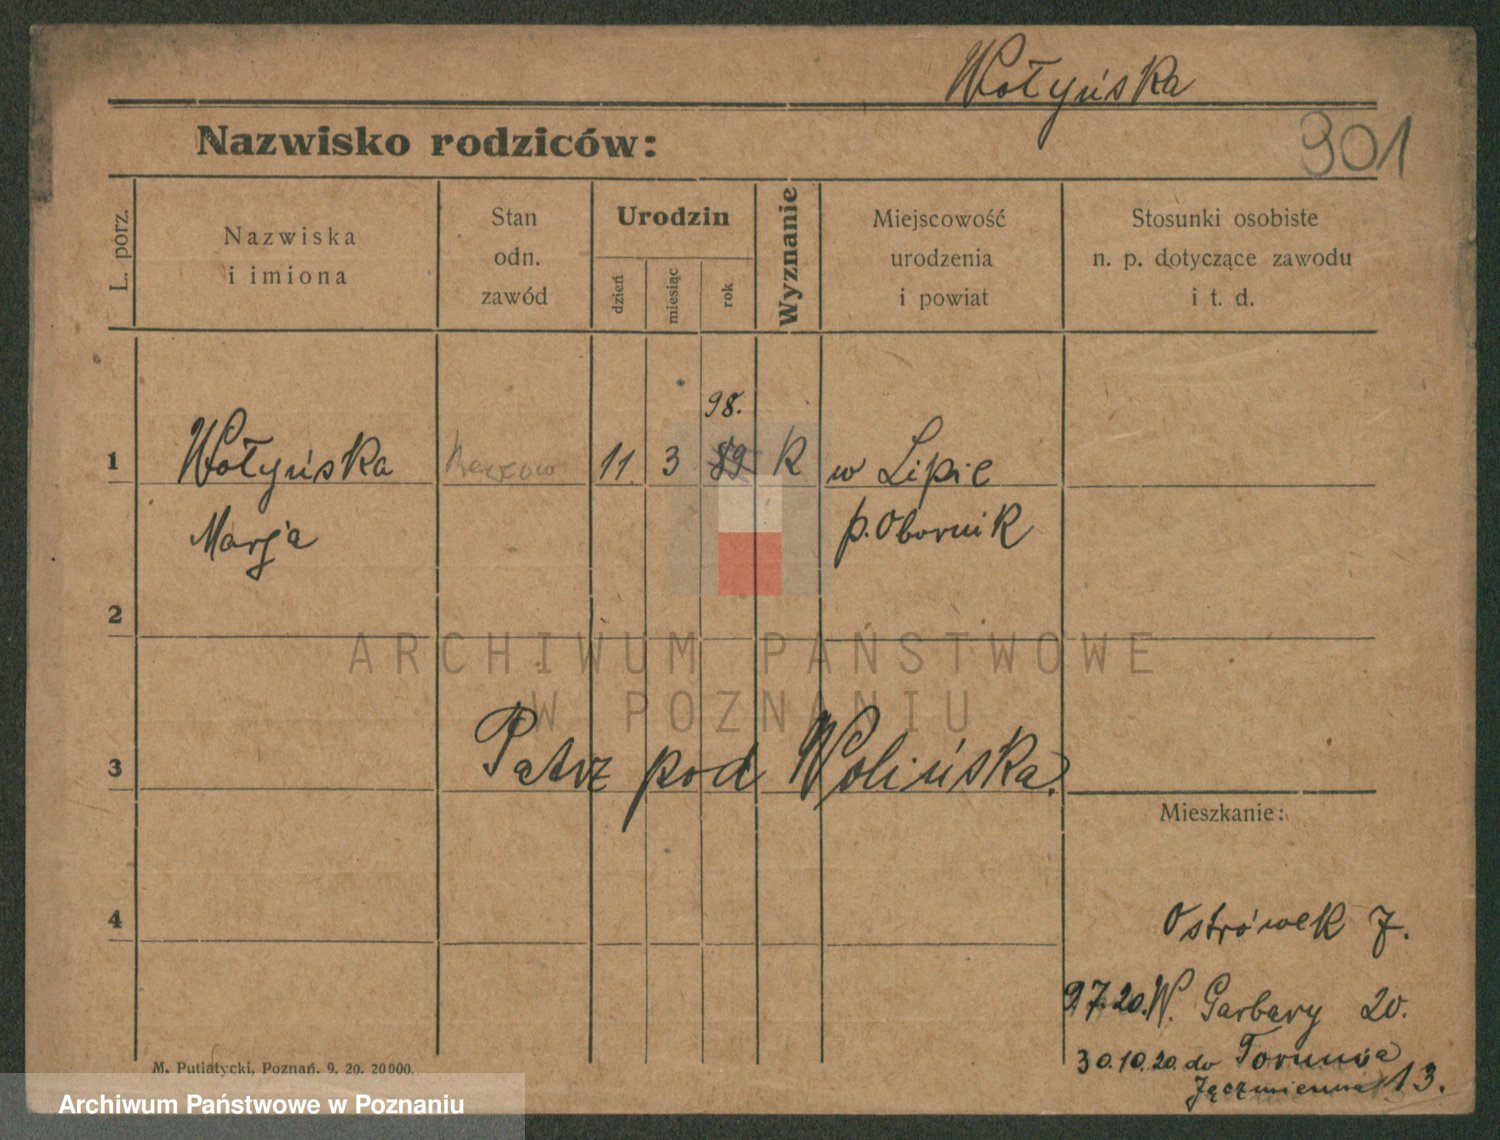 Wołyńska
Nazwisko rodziców:
901
L. porz.
Nazwiska
i imiona
Stan
odn.
zawód
Urodzin
dzień
miesiąc
rok
Wyznanie
Miejscowość
urodzenia
i powiat
Stosunki osobiste
n. p. dotyczące zawodu
i t. d.
98.
1 Wołyńska 11. 3 89 K w Lipie
Marja p. Obornik
2
ARCHIWUM PAŃSTWOWE
W POZNANIU
3 Patrz pod Wolińska.
Mieszkanie:
4
Ostrówek 7.
9.7.20. W. Garbary 20.
30.10.20. do Torunia
Jęczmienna 13.
M. Putiatycki, Poznań. 9. 20. 20000.
Archiwum Państwowe w Poznaniu